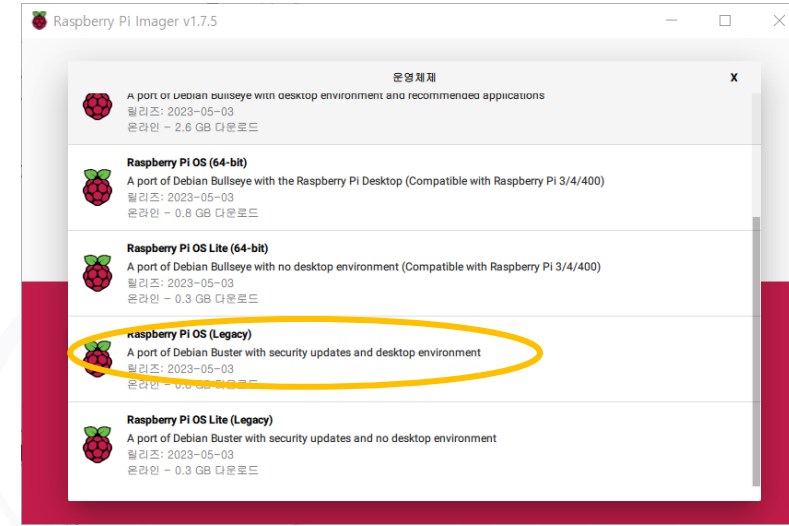 Raspberry Pi Imager v1.7.5
운영체제
X
A port of Debian Bullseye with desktop environment and recommended applications
릴리즈: 2023-05-03
온라인 - 2.6 GB 다운로드
Raspberry Pi OS (64-bit)
A port of Debian Bullseye with the Raspberry Pi Desktop (Compatible with Raspberry Pi 3/4/400)
릴리즈: 2023-05-03
온라인 - 0.8 GB 다운로드
Raspberry Pi OS Lite (64-bit)
A port of Debian Bullseye with no desktop environment (Compatible with Raspberry Pi 3/4/400)
릴리즈: 2023-05-03
온라인 - 0.3 GB 다운로드
Raspberry Pi OS (Legacy)
A port of Debian Buster with security updates and desktop environment
릴리즈: 2023-05-03
온라인 - GB 다운로드
Raspberry Pi OS Lite (Legacy)
A port of Debian Buster with security updates and no desktop environment
릴리즈: 2023-05-03
온라인 - 0.3 GB 다운로드